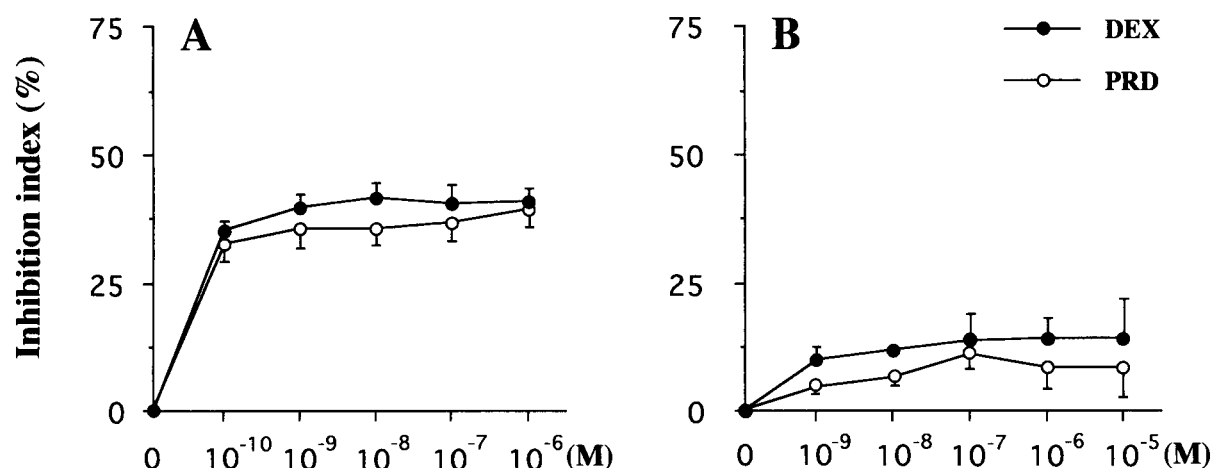 Inhibition index (%)
A
75
50
25
0
0 10⁻¹⁰ 10⁻⁹ 10⁻⁸ 10⁻⁷ 10⁻⁶ (M)
B
75
50
25
0
0 10⁻⁹ 10⁻⁸ 10⁻⁷ 10⁻⁶ 10⁻⁵ (M)
DEX
PRD